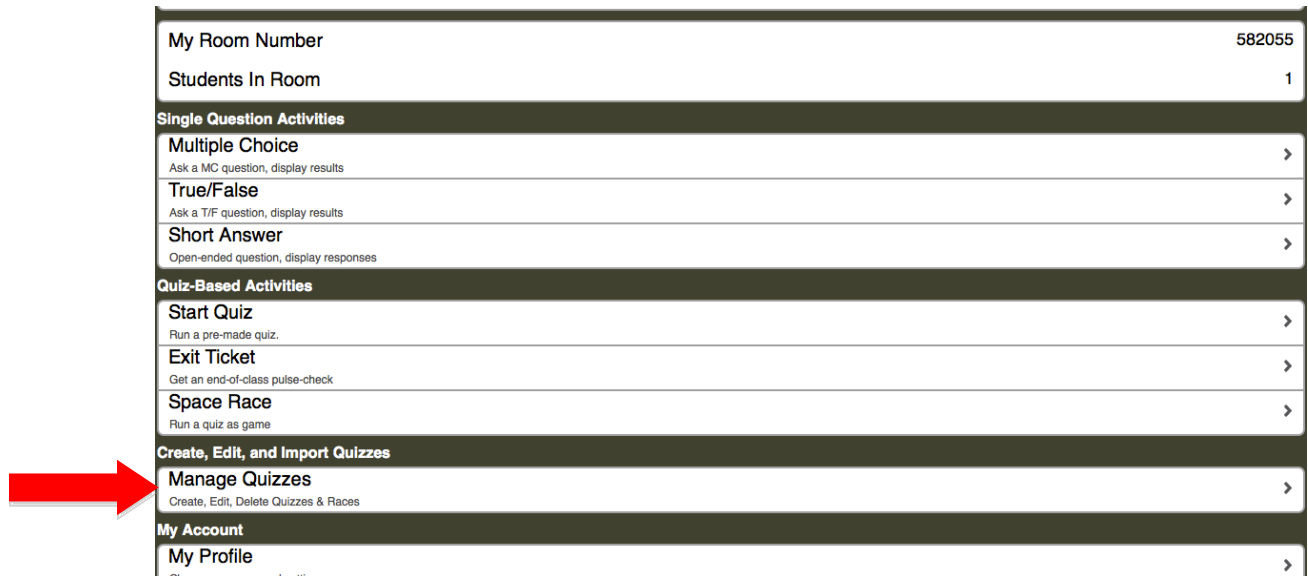 My Room Number 582055
Students In Room 1
Single Question Activities
Multiple Choice
Ask a MC question, display results
True/False
Ask a T/F question, display results
Short Answer
Open-ended question, display responses
Quiz-Based Activities
Start Quiz
Run a pre-made quiz.
Exit Ticket
Get an end-of-class pulse-check
Space Race
Run a quiz as game
Create, Edit, and Import Quizzes
Manage Quizzes
Create, Edit, Delete Quizzes & Races
My Account
My Profile